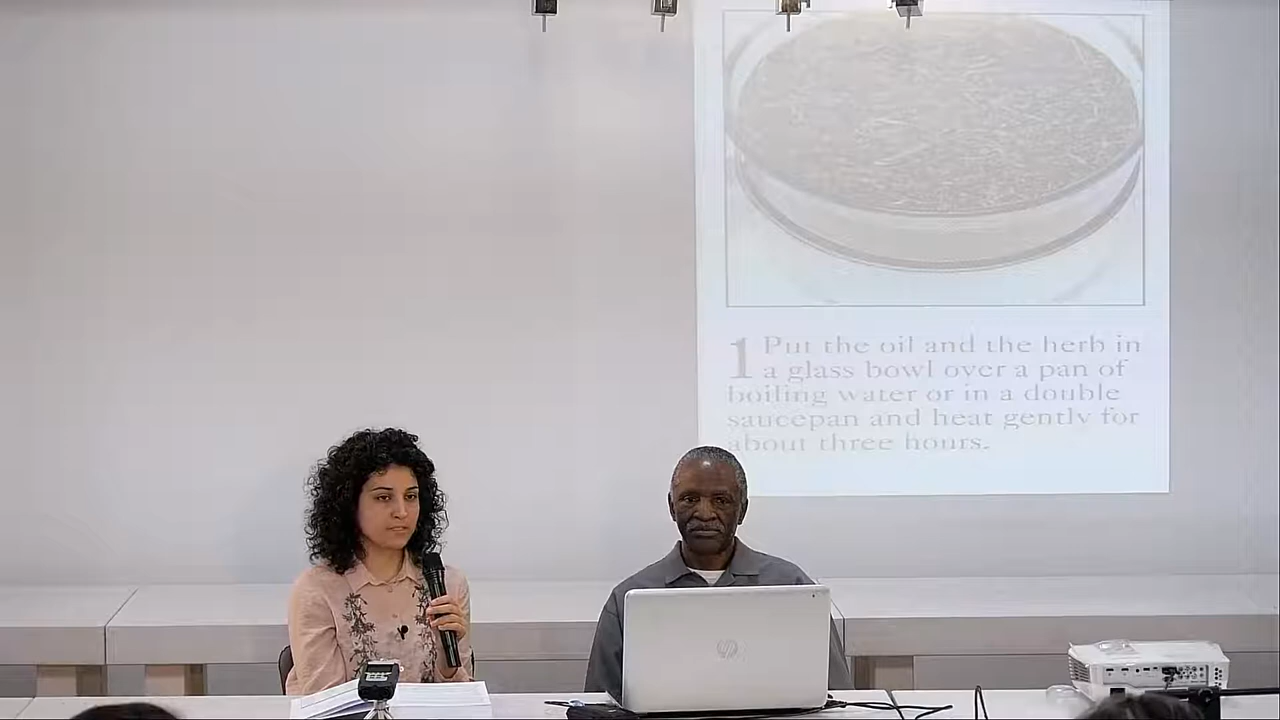 1 Put the oil and the herb in
a glass bowl over a pan of
boiling water or in a double
saucepan and heat gently for
about three hours.
hp